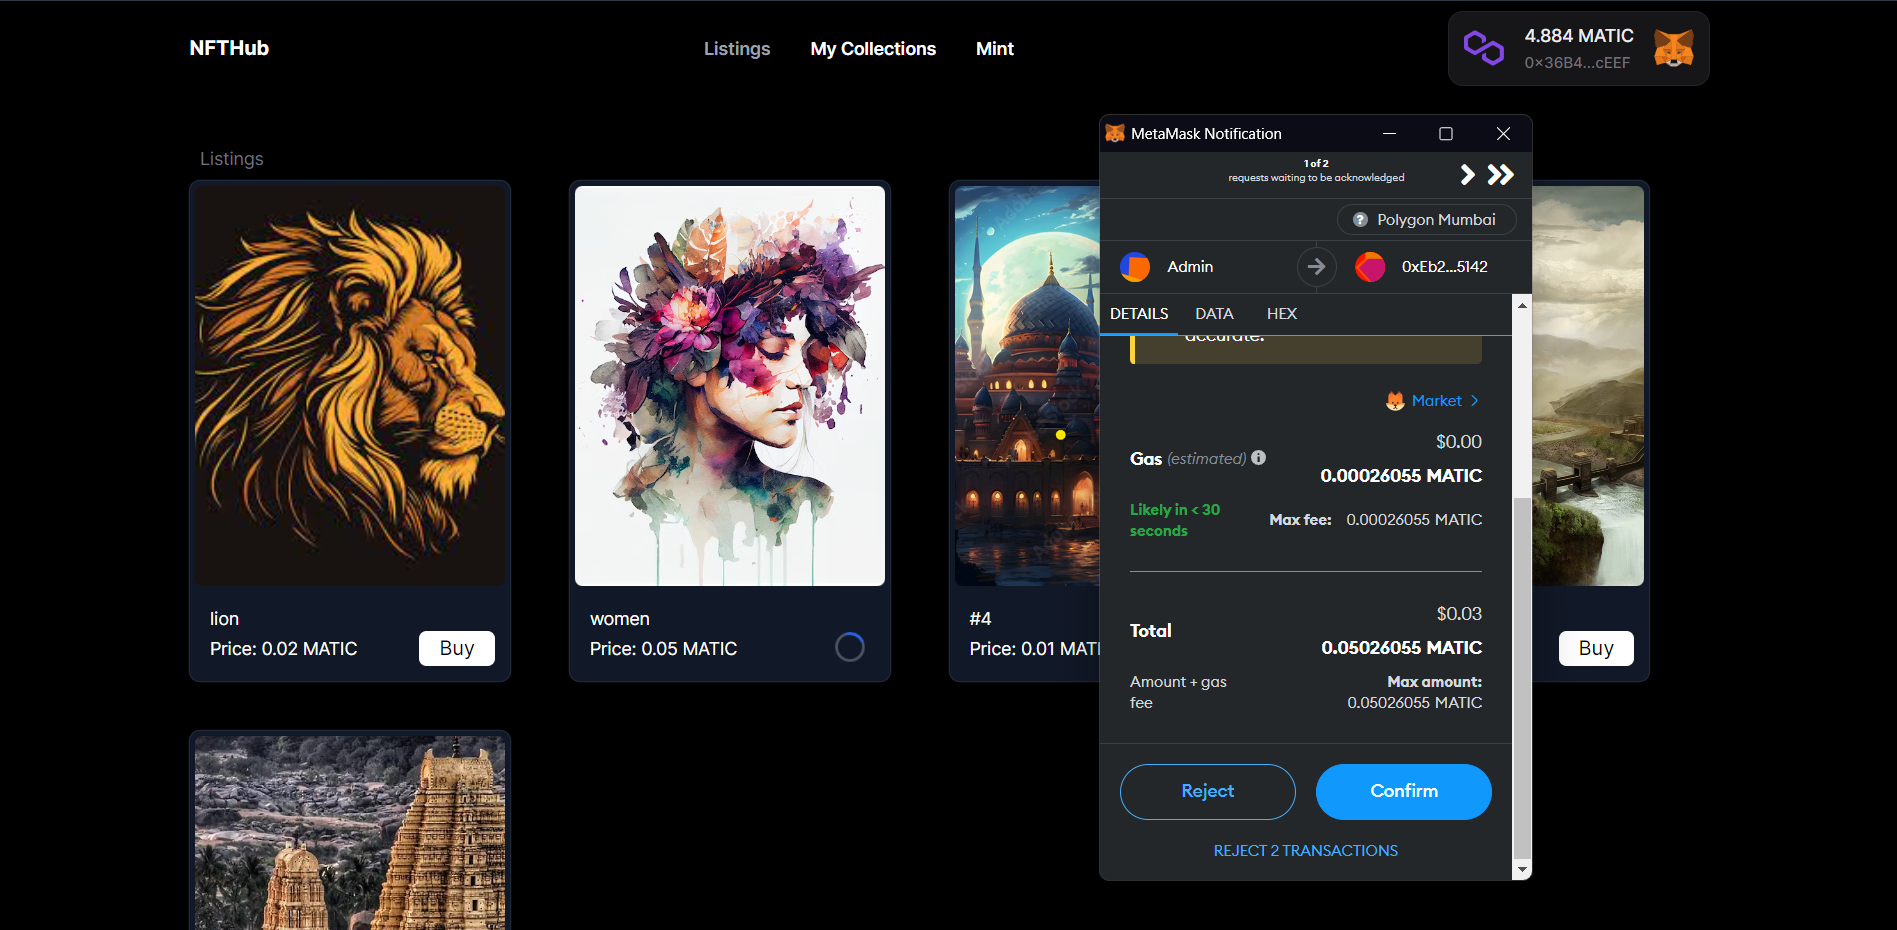 NFTHub
Listings
My Collections
Mint
4.884 MATIC
0x36B4...cEEF
Listings
lion
Price: 0.02 MATIC
Buy
women
Price: 0.05 MATIC
#4
Price: 0.01 MATI
Buy
MetaMask Notification
1 of 2
requests waiting to be acknowledged
Polygon Mumbai
Admin
0xEb2...5142
DETAILS
DATA
HEX
accurate.
Market
$0.00
Gas (estimated)
0.00026055 MATIC
Likely in < 30
seconds
Max fee: 0.00026055 MATIC
$0.03
Total
0.05026055 MATIC
Amount + gas
fee
Max amount:
0.05026055 MATIC
Reject
Confirm
REJECT 2 TRANSACTIONS